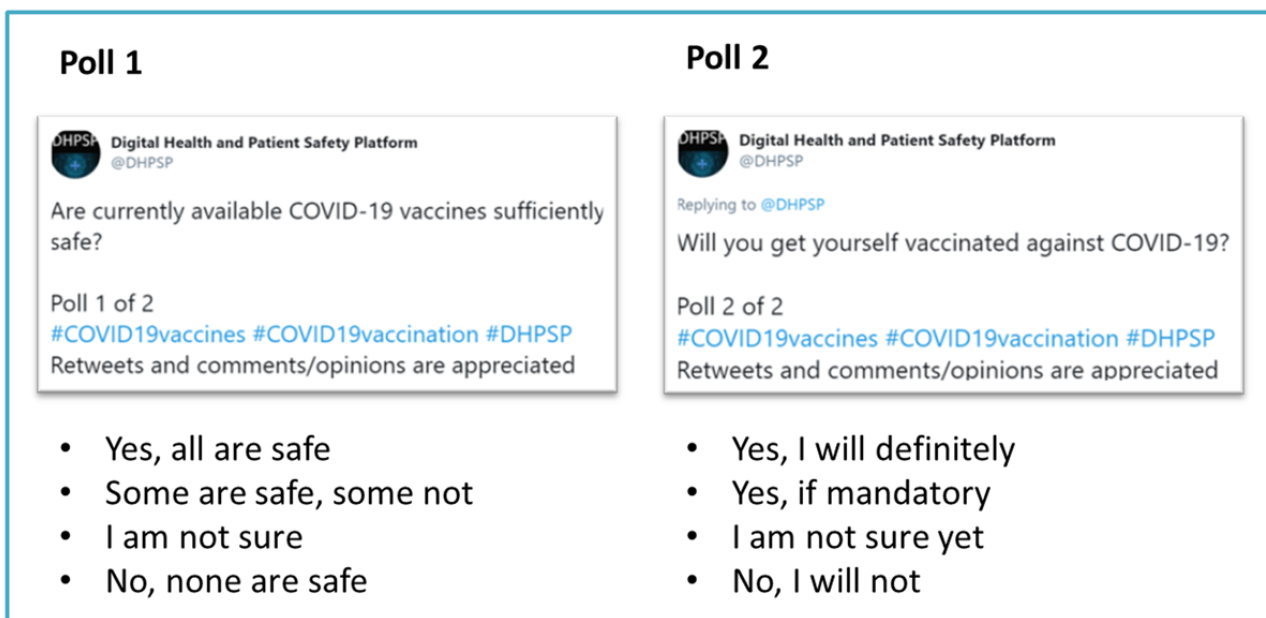 Poll 1
DHPSP
Digital Health and Patient Safety Platform
@DHPSP
Are currently available COVID-19 vaccines sufficiently
safe?
Poll 1 of 2
#COVID19vaccines #COVID19vaccination #DHPSP
Retweets and comments/opinions are appreciated
• Yes, all are safe
• Some are safe, some not
• I am not sure
• No, none are safe
Poll 2
DHPSP
Digital Health and Patient Safety Platform
@DHPSP
Replying to @DHPSP
Will you get yourself vaccinated against COVID-19?
Poll 2 of 2
#COVID19vaccines #COVID19vaccination #DHPSP
Retweets and comments/opinions are appreciated
• Yes, I will definitely
• Yes, if mandatory
• I am not sure yet
• No, I will not